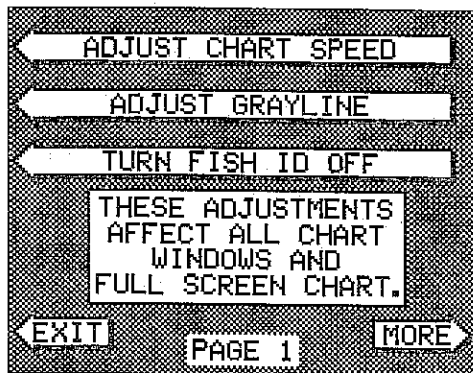 ADJUST CHART SPEED
ADJUST GRAYLINE
TURN FISH ID OFF
THESE ADJUSTMENTS
AFFECT ALL CHART
WINDOWS AND
FULL SCREEN CHART.
EXIT
PAGE 1
MORE